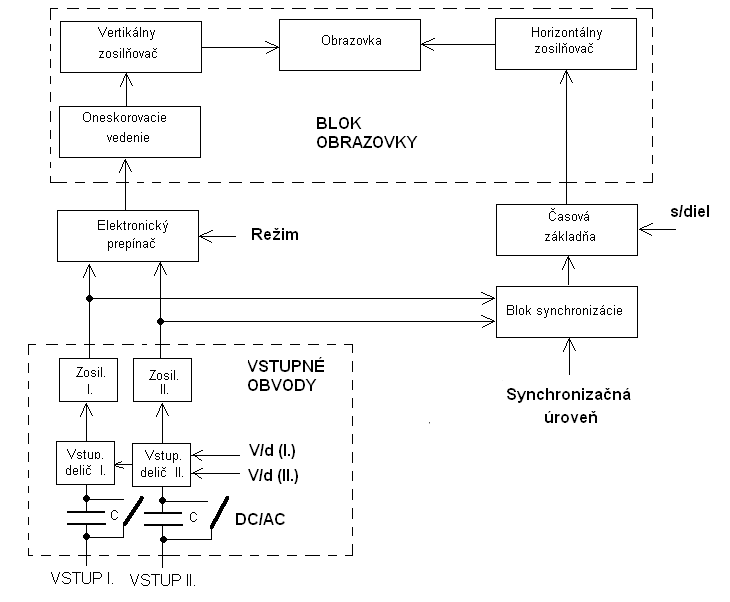 Vertikálny
zosilňovač
Obrazovka
Horizontálny
zosilňovač
Oneskorovacie
vedenie
BLOK
OBRAZOVKY
Elektronický
prepínač
Režim
Časová
základňa
s/diel
Blok synchronizácie
Synchronizačná
úroveň
VSTUPNÉ
OBVODY
Zosil.
I.
Zosil.
II.
Vstup.
delič I.
Vstup.
delič II.
V/d (I.)
V/d (II.)
C
C
DC/AC
VSTUP I.
VSTUP II.